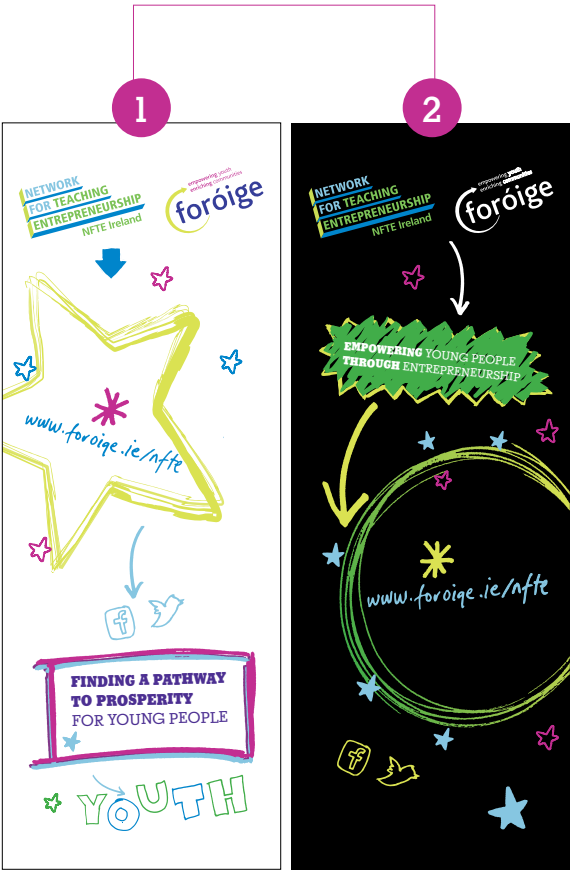 1
NETWORK
FOR TEACHING
ENTREPRENEURSHIP
NFTE Ireland
empowering youth
enriching communities
foróige
www.foroige.ie/nfte
f
FINDING A PATHWAY
TO PROSPERITY
FOR YOUNG PEOPLE
YOUTH
2
NETWORK
FOR TEACHING
ENTREPRENEURSHIP
NFTE Ireland
empowering youth
enriching communities
foróige
EMPOWERING YOUNG PEOPLE
THROUGH ENTREPRENEURSHIP
www.foroige.ie/nfte
f